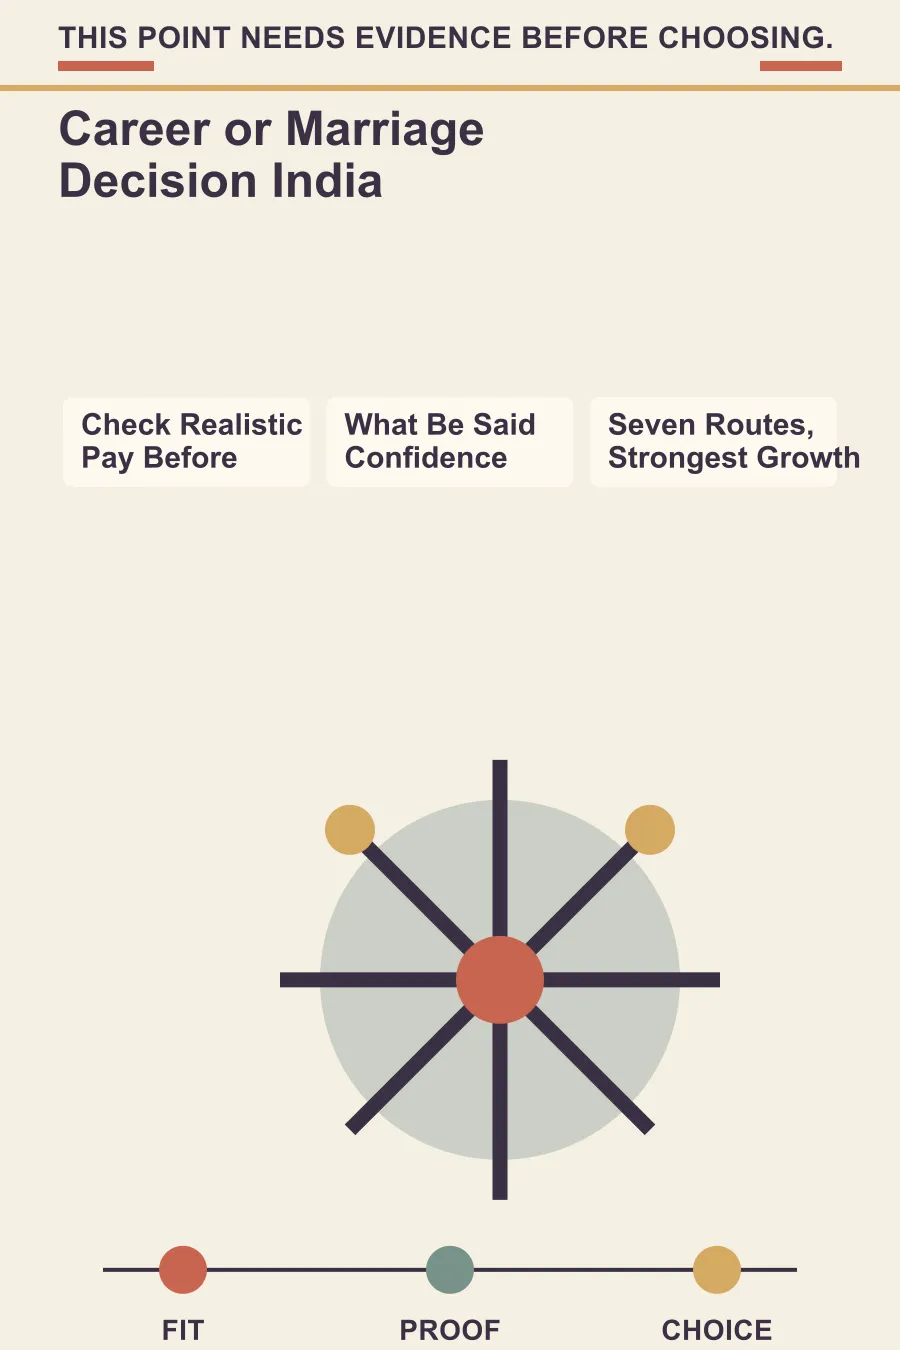 THIS POINT NEEDS EVIDENCE BEFORE CHOOSING.
Career or Marriage
Decision India
Check Realistic
Pay Before
What Be Said
Confidence
Seven Routes,
Strongest Growth
FIT
PROOF
CHOICE